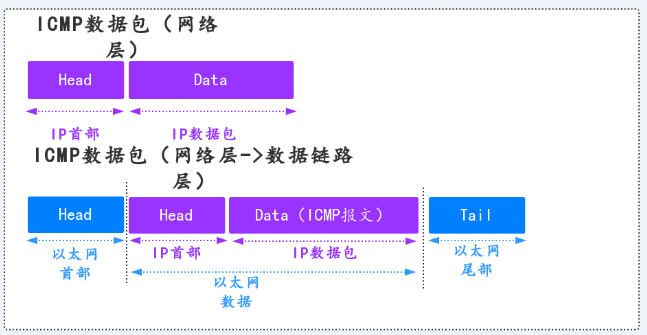 ICMP数据包（网络
层）
Head Data
IP首部 IP数据包
ICMP数据包（网络层->数据链路
层）
Head Head Data（ICMP报文） Tail
以太网
首部
IP首部 IP数据包
以太网
尾部
以太网
数据